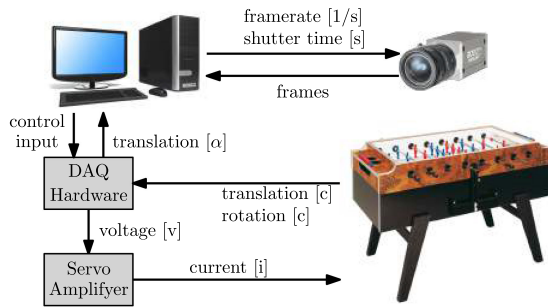 framerate [1/s]
shutter time [s]
frames
control
input
translation [α]
DAQ
Hardware
translation [c]
rotation [c]
voltage [v]
Servo
Amplifyer
current [i]